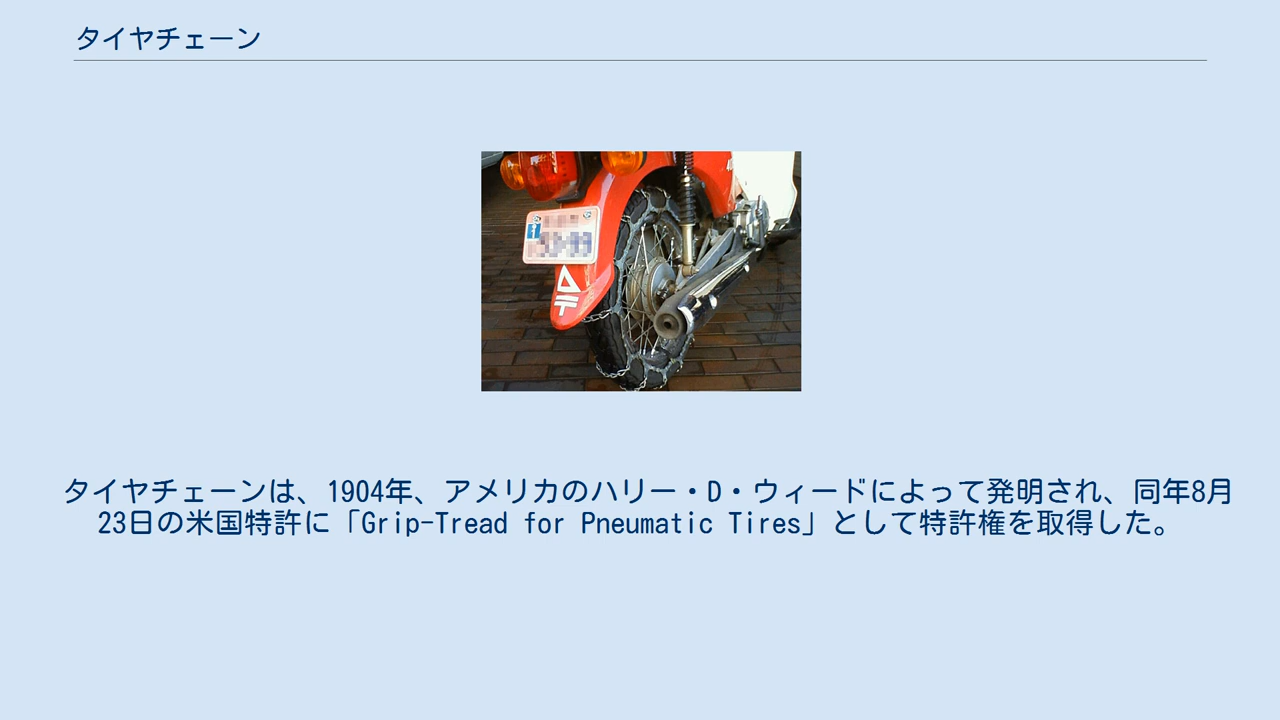 タイヤチェーン
〒
タイヤチェーンは、1904年、アメリカのハリー・D・ウィードによって発明され、同年8月
23日の米国特許に「Grip-Tread for Pneumatic Tires」として特許権を取得した。